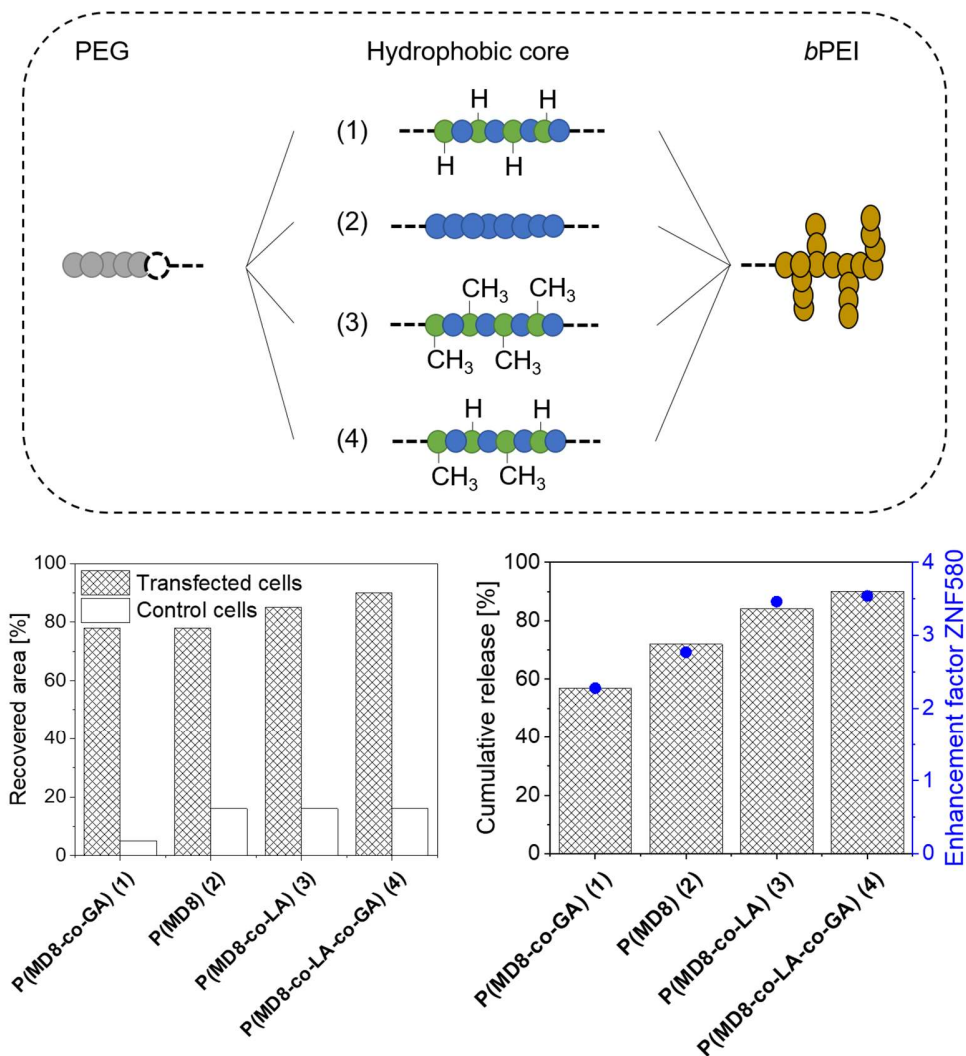 PEG
Hydrophobic core
bPEI
(1)
H
H
H
H
(2)
(3)
CH₃
CH₃
CH₃
CH₃
(4)
H
H
CH₃
CH₃
Recovered area [%]
100
80
60
40
20
0
Transfected cells
Control cells
P(MD8-co-GA) (1)
P(MD8) (2)
P(MD8-co-LA) (3)
P(MD8-co-LA-co-GA) (4)
Cumulative release [%]
100
80
60
40
20
0
Enhancement factor ZNF580
4
3
2
1
0
P(MD8-co-GA) (1)
P(MD8) (2)
P(MD8-co-LA) (3)
P(MD8-co-LA-co-GA) (4)